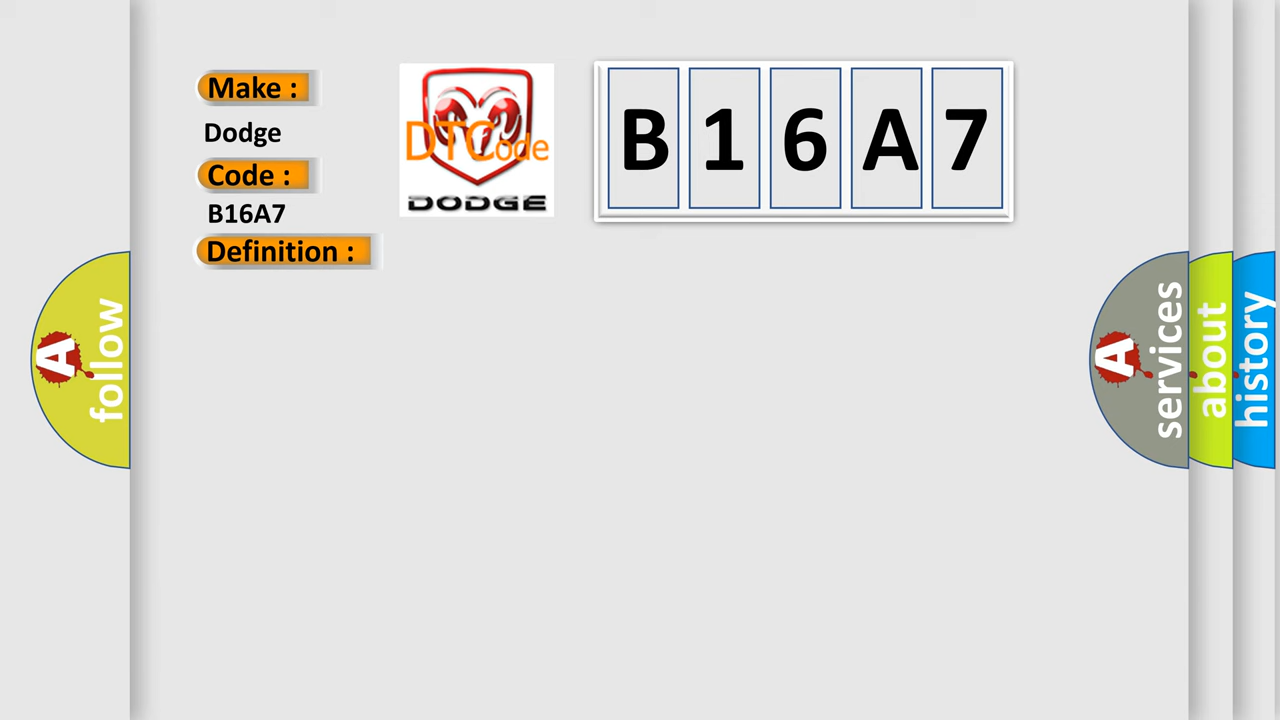 Make :
Dodge
Code :
B16A7
Definition :
DTCode
DODGE
B 1 6 A 7
A follow
A services
about
history